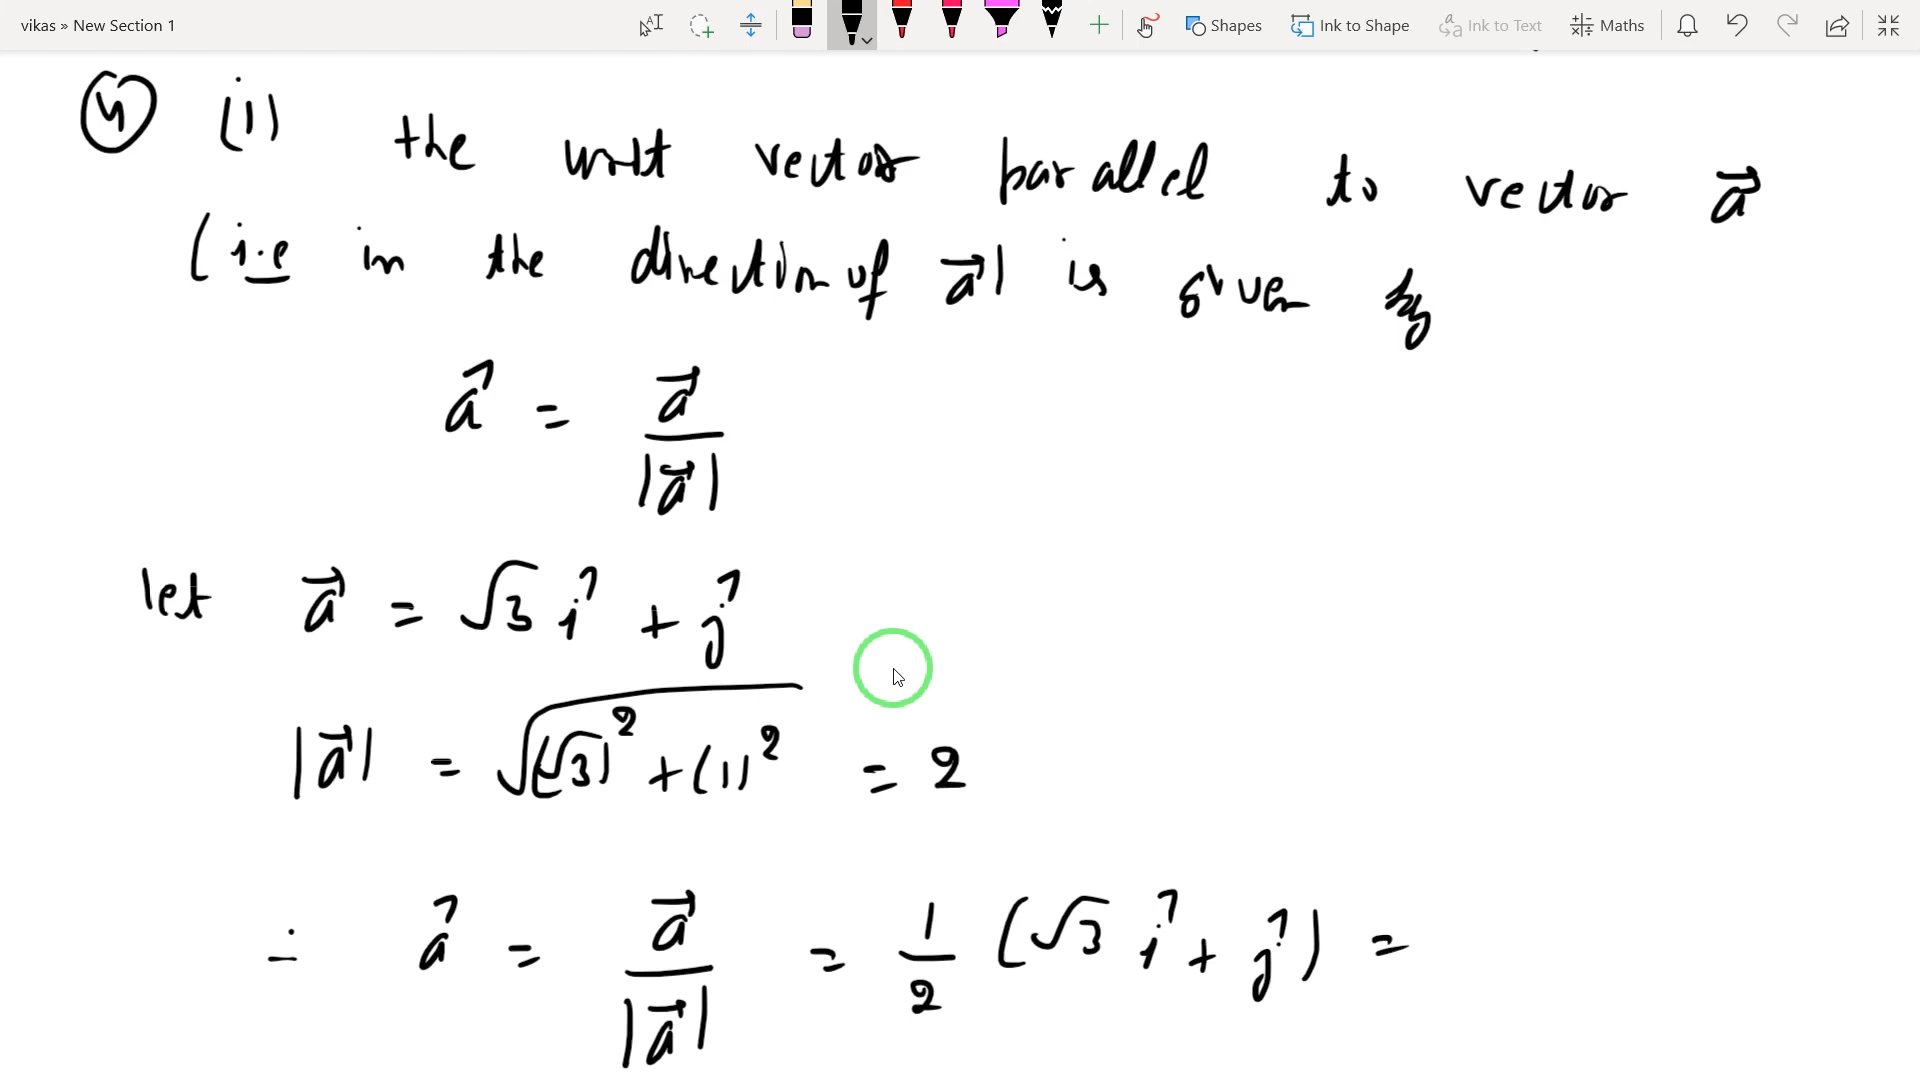 vikas » New Section 1 Shapes Ink to Shape Ink to Text Maths
④ (i) the unit vector parallel to vector a⃗
(i.e in the direction of a⃗) is given by
â = a⃗ / |a⃗|
let a⃗ = √3 î + ĵ
|a⃗| = √((√3)² + (1)²) = 2
∴ â = a⃗ / |a⃗| = 1/2 (√3 î + ĵ) =